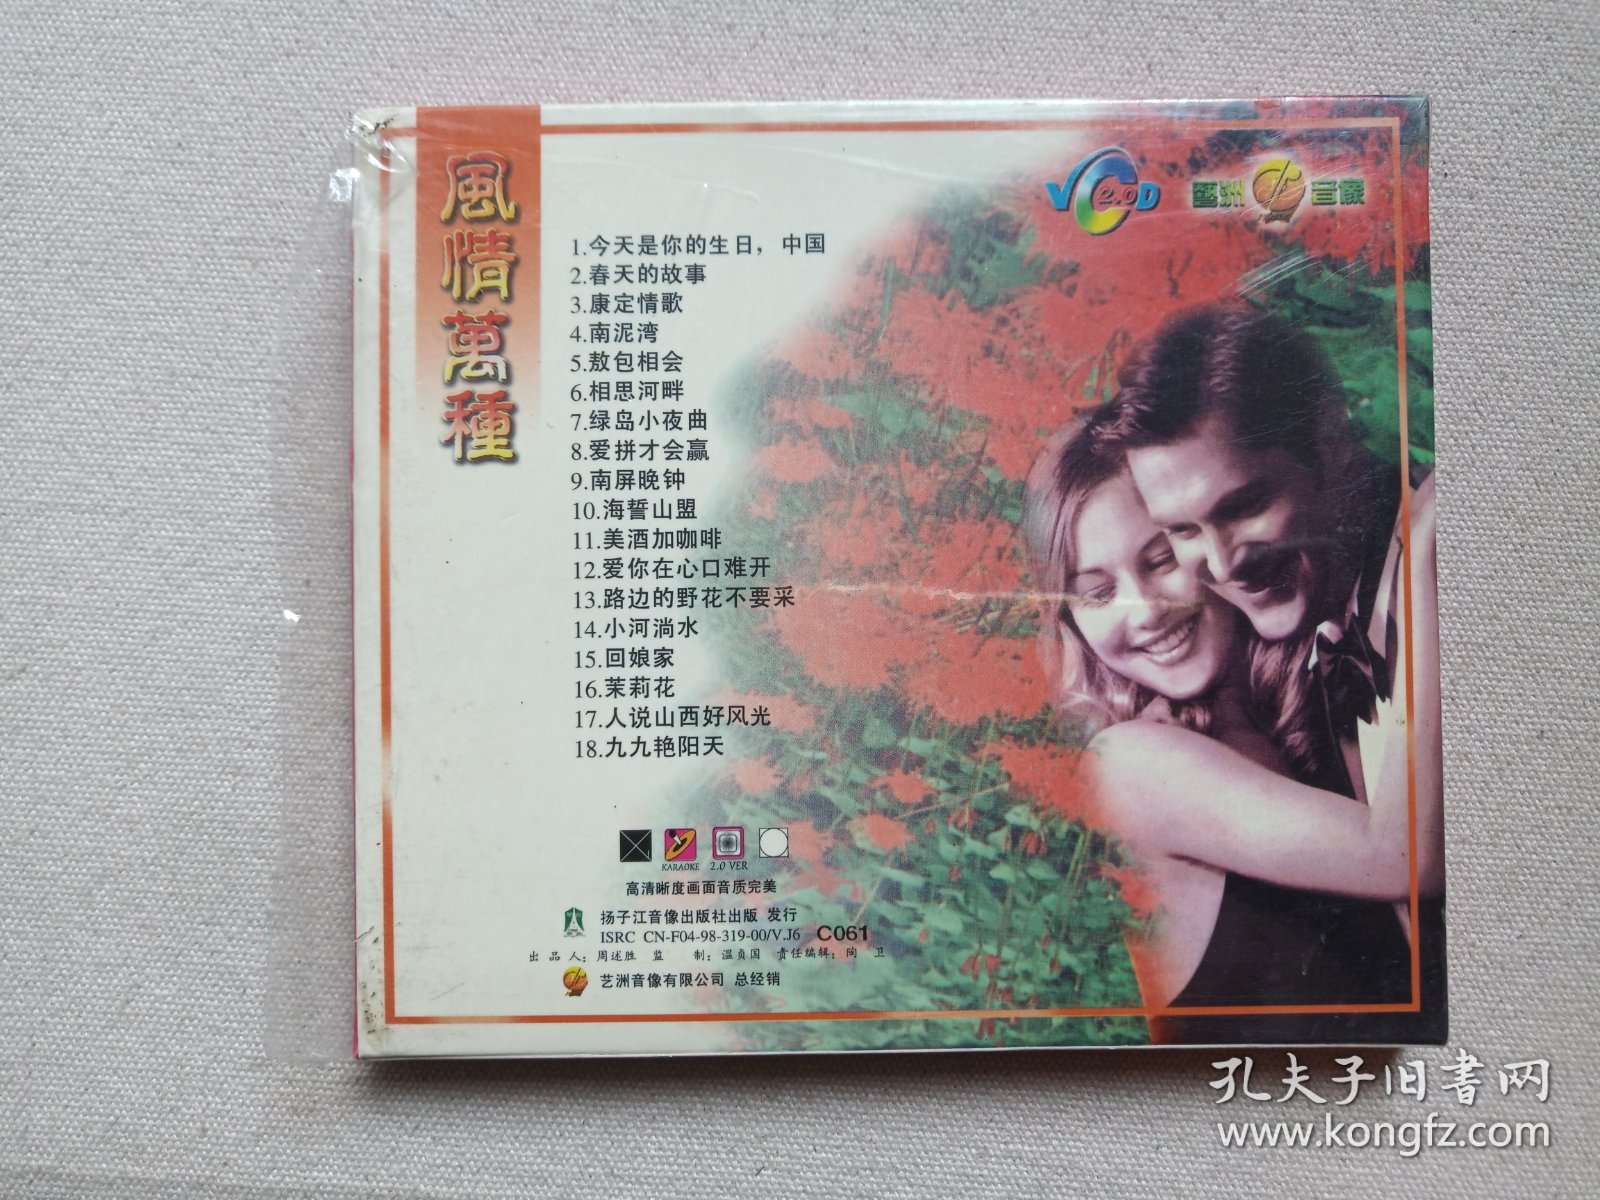 風情萬種
VCD 2.0
藝洲音像
1.今天是你的生日，中国
2.春天的故事
3.康定情歌
4.南泥湾
5.敖包相会
6.相思河畔
7.绿岛小夜曲
8.爱拼才会赢
9.南屏晚钟
10.海誓山盟
11.美酒加咖啡
12.爱你在心口难开
13.路边的野花不要采
14.小河淌水
15.回娘家
16.茉莉花
17.人说山西好风光
18.九九艳阳天
KARAOKE 2.0 VER
高清晰度画面音质完美
扬子江音像出版社出版 发行
ISRC CN-F04-98-319-00/V.J6 C061
出品人：周述胜 监 制：温贞国 责任编辑：陶 卫
艺洲音像有限公司 总经销
孔夫子旧书网
www.kongfz.com